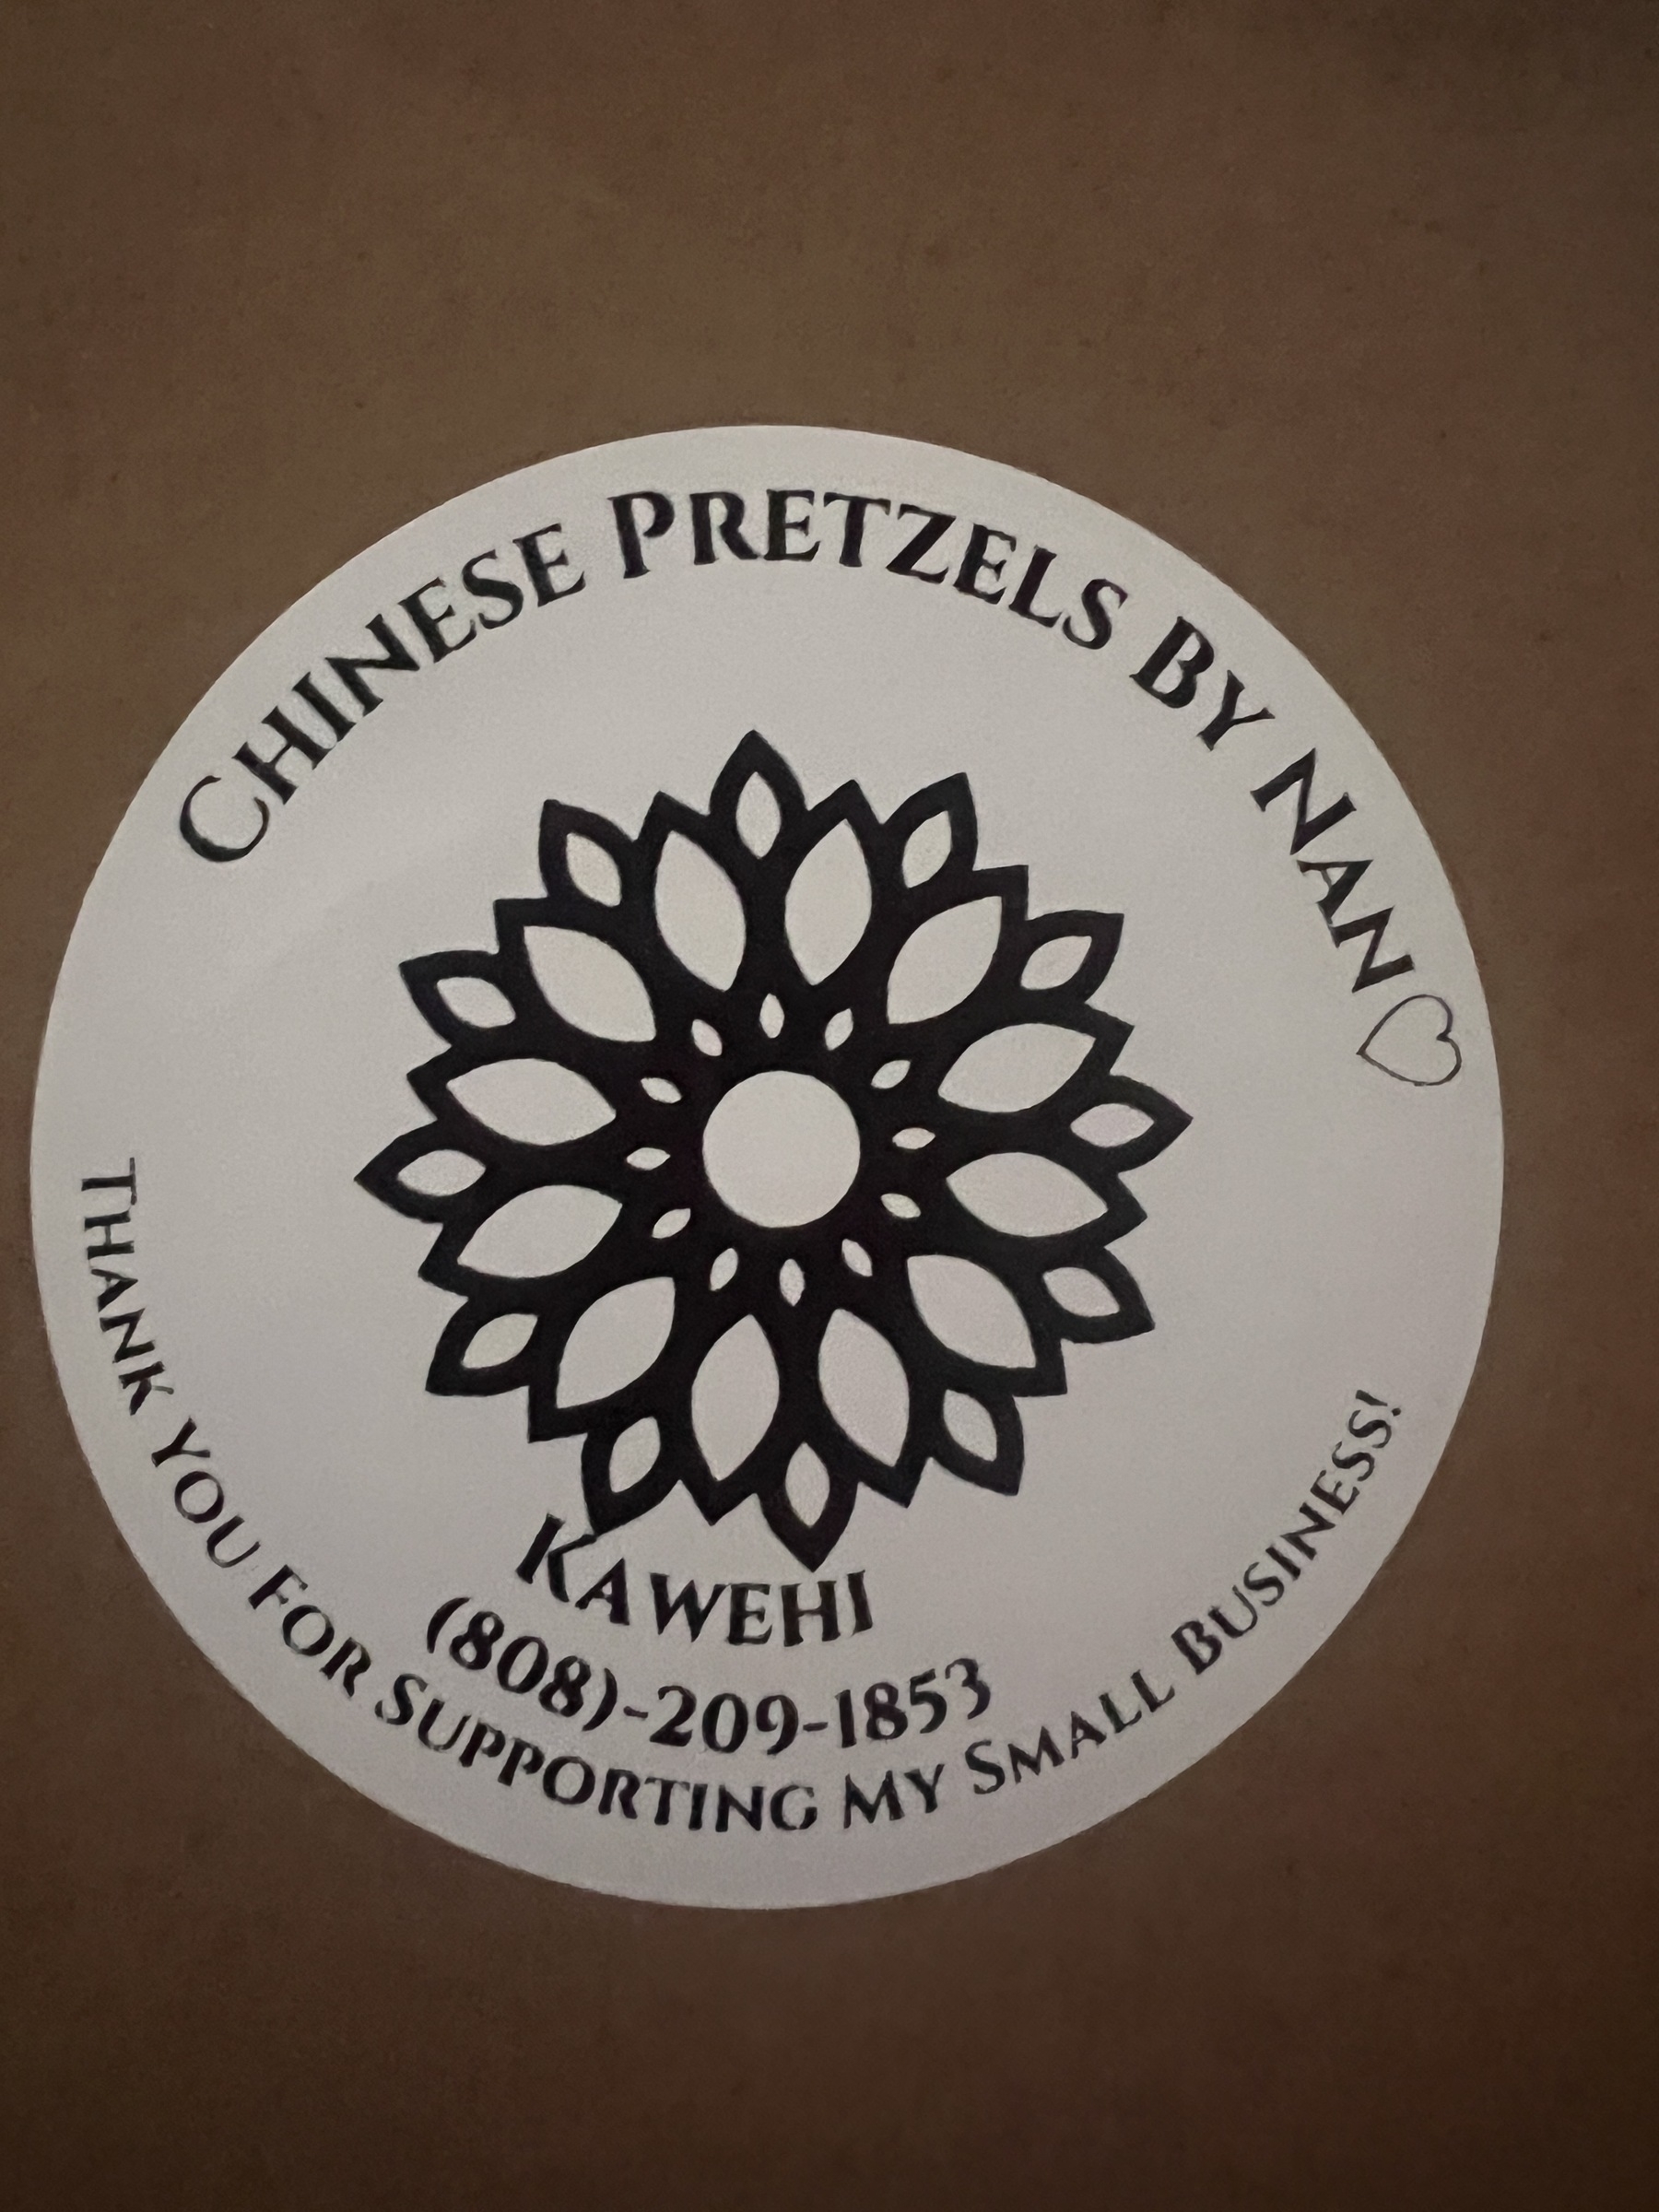 CHINESE PRETZELS BY NAN♡
KAWEHI
(808)-209-1853
THANK YOU FOR SUPPORTING MY SMALL BUSINESS!